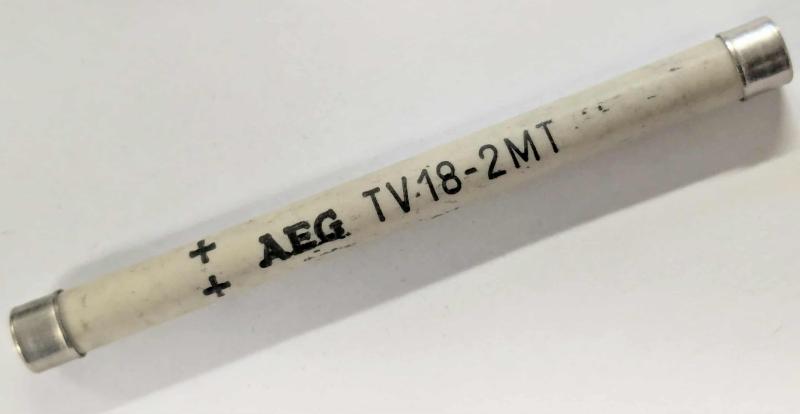 + AEG TV18-2MT
+